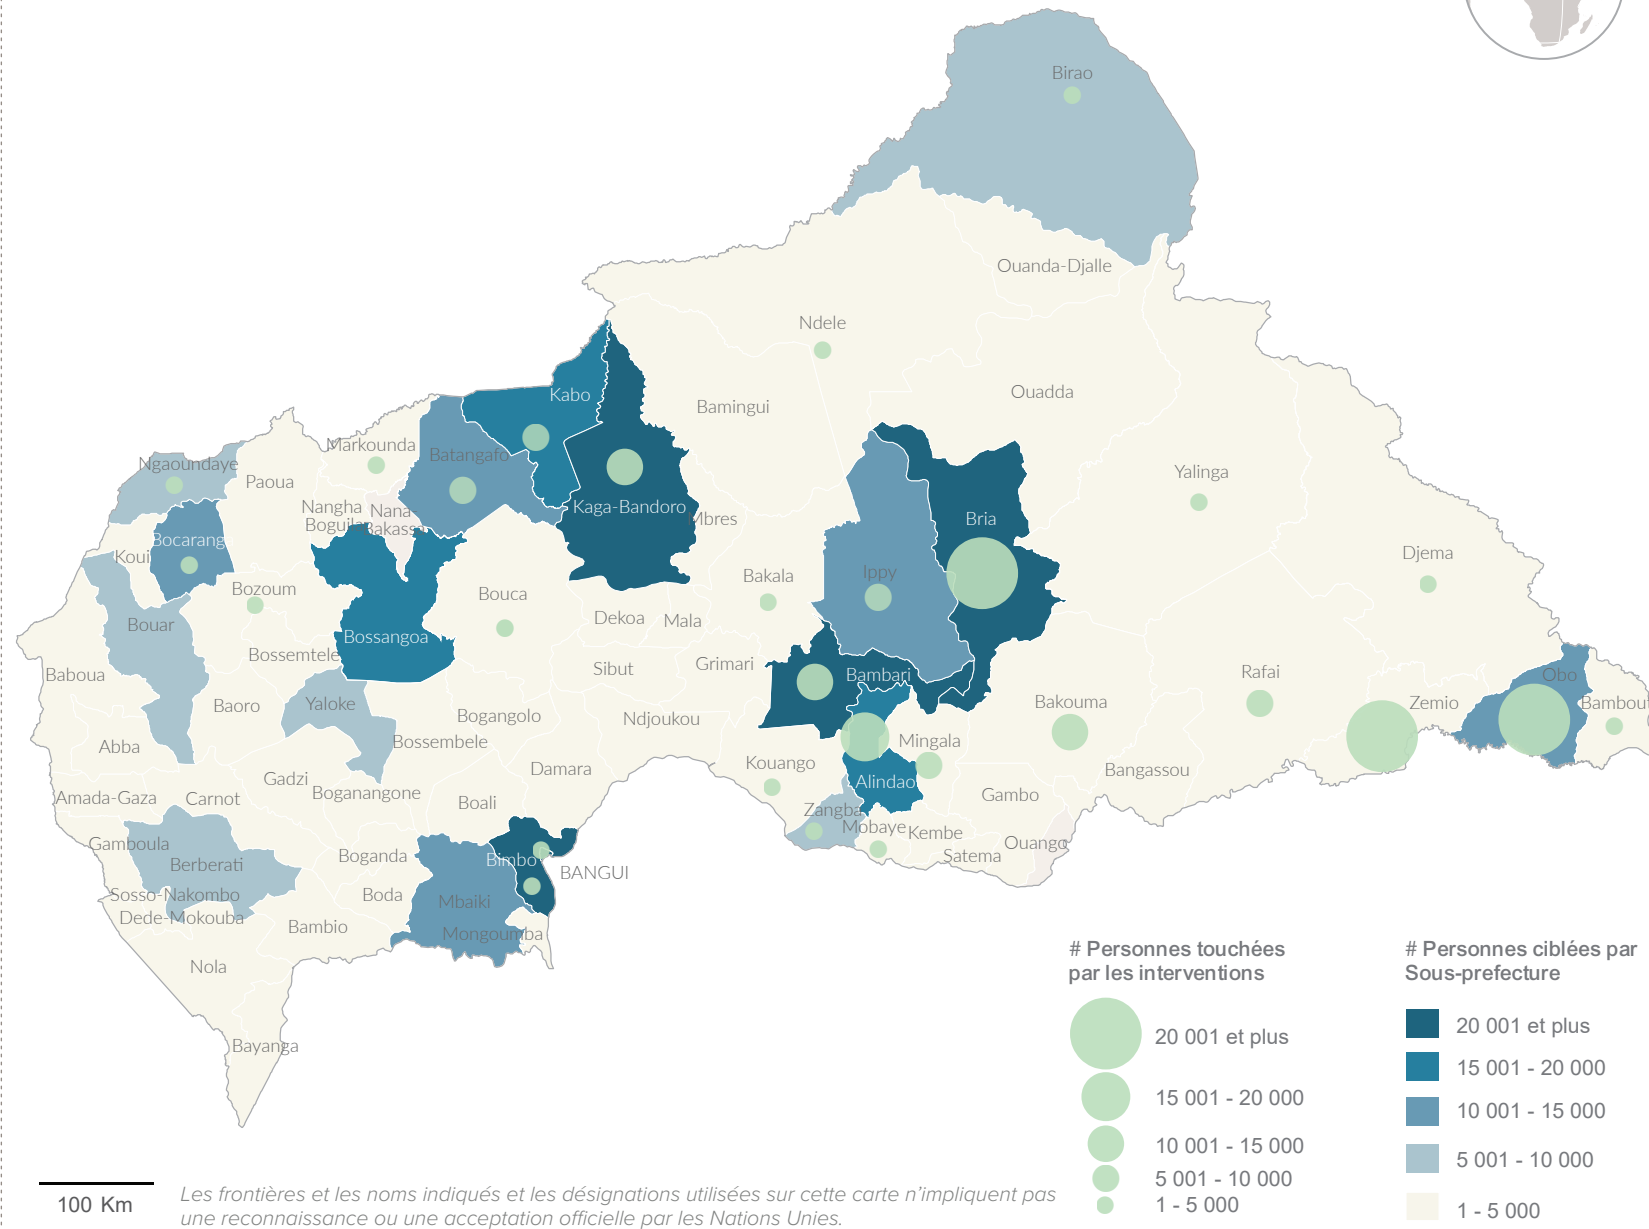 Birao
Ouanda-Djalle
Ndele
Ouadda
Bamingui
Kabo
Markounda
Batangafo
Ngaoundaye
Paoua
Yalinga
Nangha
Boguila
Nana-
Bakassa
Kaga-Bandoro
Mbres
Bria
Bocaranga
Koui
Djema
Bakala
Ippy
Bozoum
Bouca
Dekoa
Mala
Bouar
Bossangoa
Bossemtele
Grimari
Sibut
Baboua
Bambari
Rafai
Obo
Zemio
Bakouma
Bambout
Yaloke
Baoro
Bogangolo
Ndjoukou
Bossembele
Mingala
Abba
Kouango
Damara
Bangassou
Gadzi
Alindao
Boganangone
Amada-Gaza
Carnot
Boali
Gambo
Zangba
Mobaye
Kembe
Ouango
Gamboula
Satema
Boganda
Bimbo
BANGUI
Berberati
Sosso-Nakombo
Boda
Mbaiki
Dede-Mokouba
Bambio
Mongoumba
Nola
Bayanga
# Personnes touchées
par les interventions
20 001 et plus
15 001 - 20 000
10 001 - 15 000
5 001 - 10 000
1 - 5 000
# Personnes ciblées par
Sous-prefecture
20 001 et plus
15 001 - 20 000
10 001 - 15 000
5 001 - 10 000
1 - 5 000
100 Km
Les frontières et les noms indiqués et les désignations utilisées sur cette carte n'impliquent pas
une reconnaissance ou une acceptation officielle par les Nations Unies.